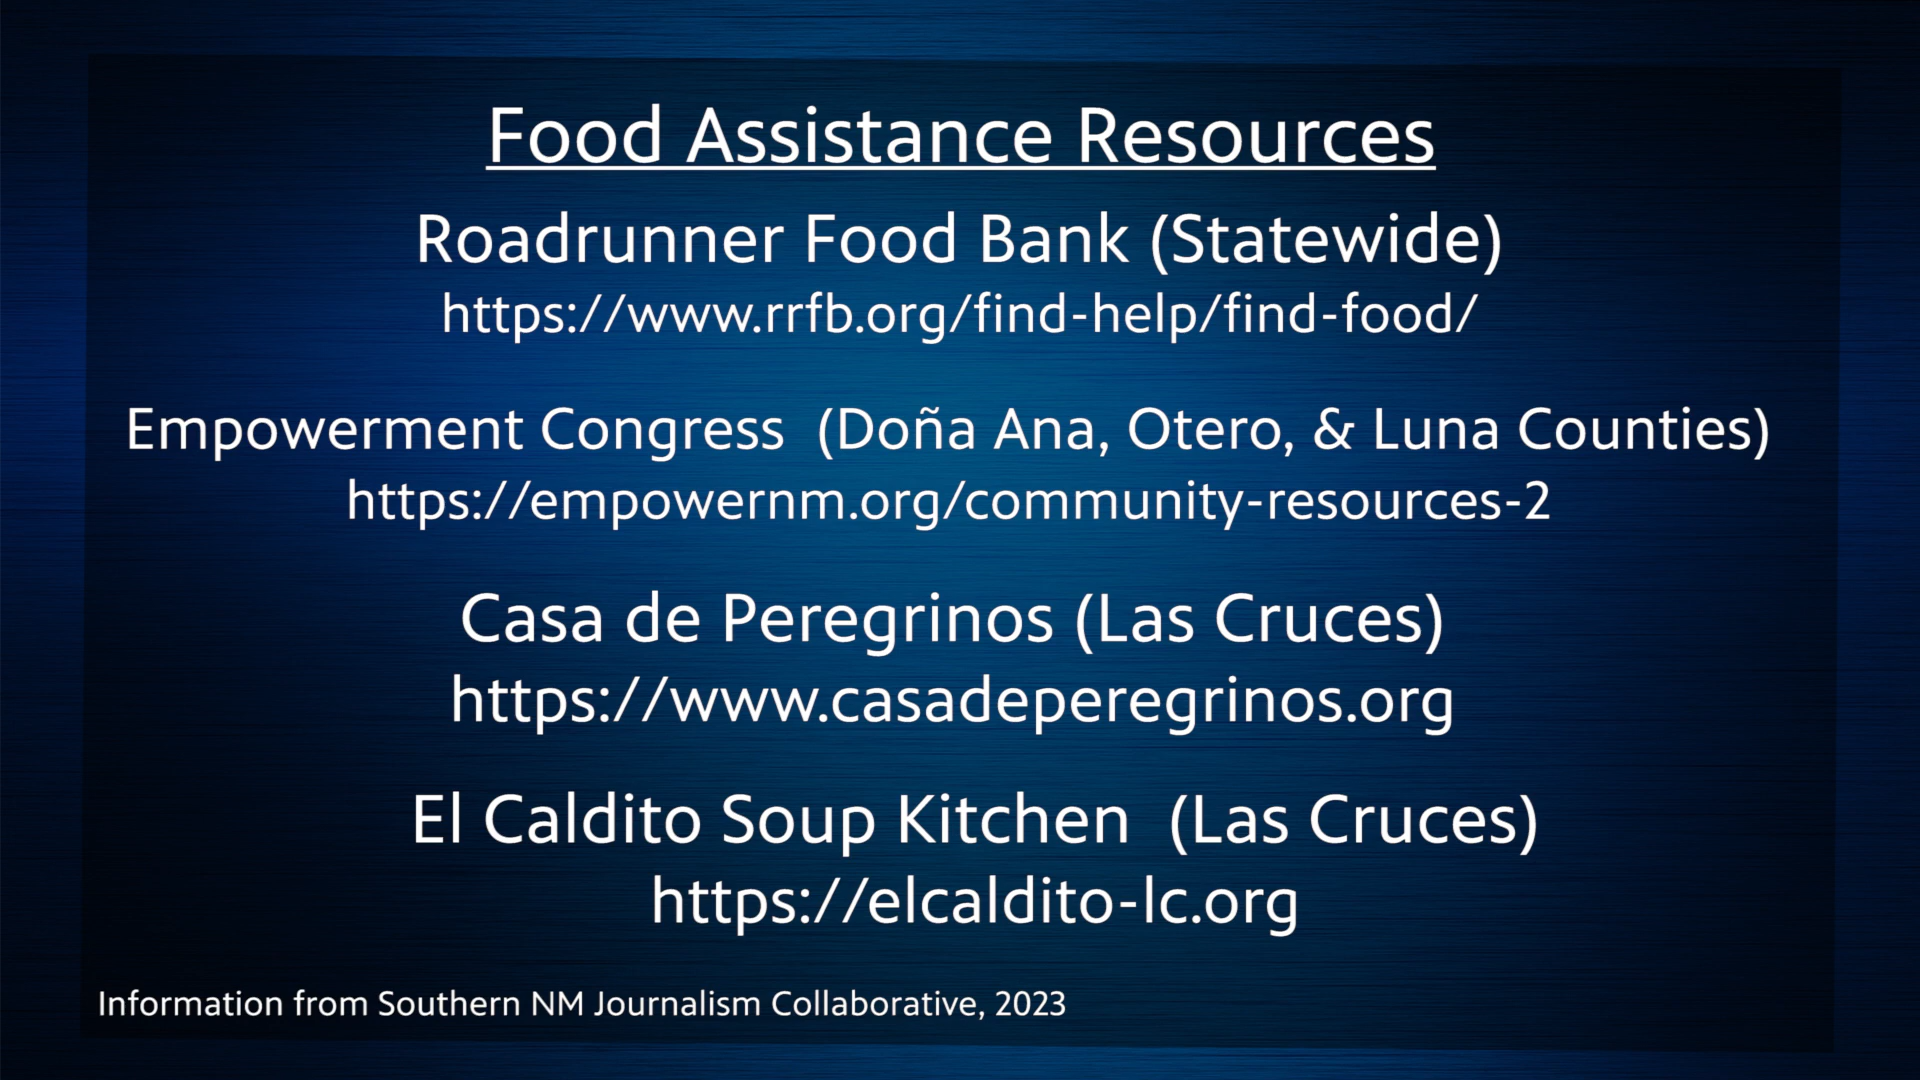 Food Assistance Resources
Roadrunner Food Bank (Statewide)
https://www.rrfb.org/find-help/find-food/
Empowerment Congress  (Doña Ana, Otero, & Luna Counties)
https://empowernm.org/community-resources-2
Casa de Peregrinos (Las Cruces)
https://www.casadeperegrinos.org
El Caldito Soup Kitchen  (Las Cruces)
https://elcaldito-lc.org
Information from Southern NM Journalism Collaborative, 2023